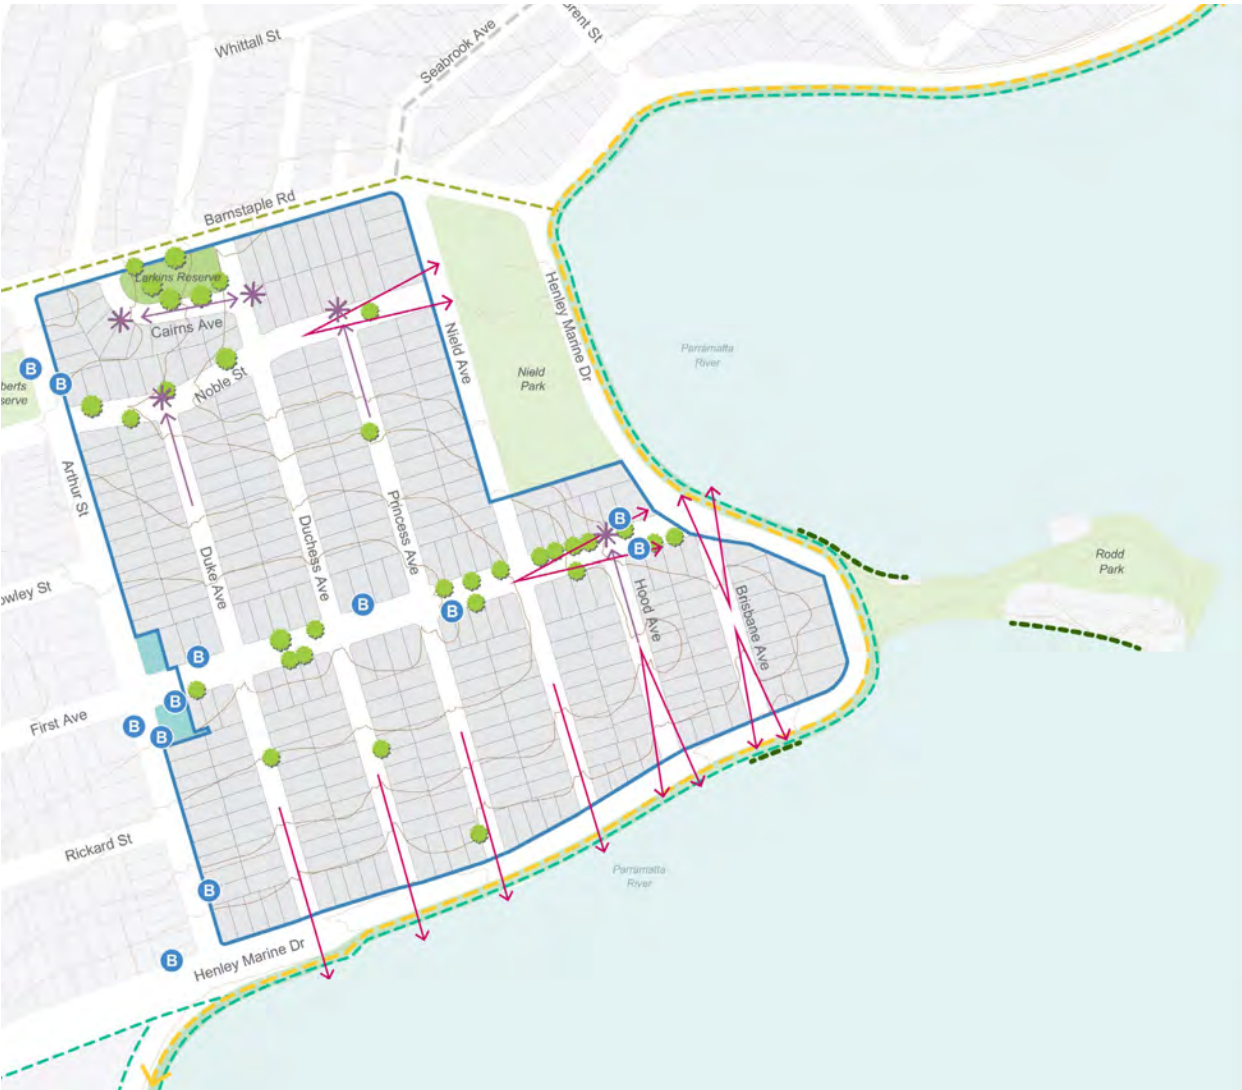 Whittall St
Seabrook Ave
Barnstaple Rd
Larkins Reserve
Cairns Ave
Henley Marine Dr
Parramatta
River
Nield Ave
Nield
Park
B
B
Noble St
Arthur St
Princess Ave
Duchess Ave
Duke Ave
B
B
Rodd
Park
Hood Ave
Brisbane Ave
B
B
B
B
First Ave
B
B
Rickard St
Parramatta
River
B
B
Henley Marine Dr